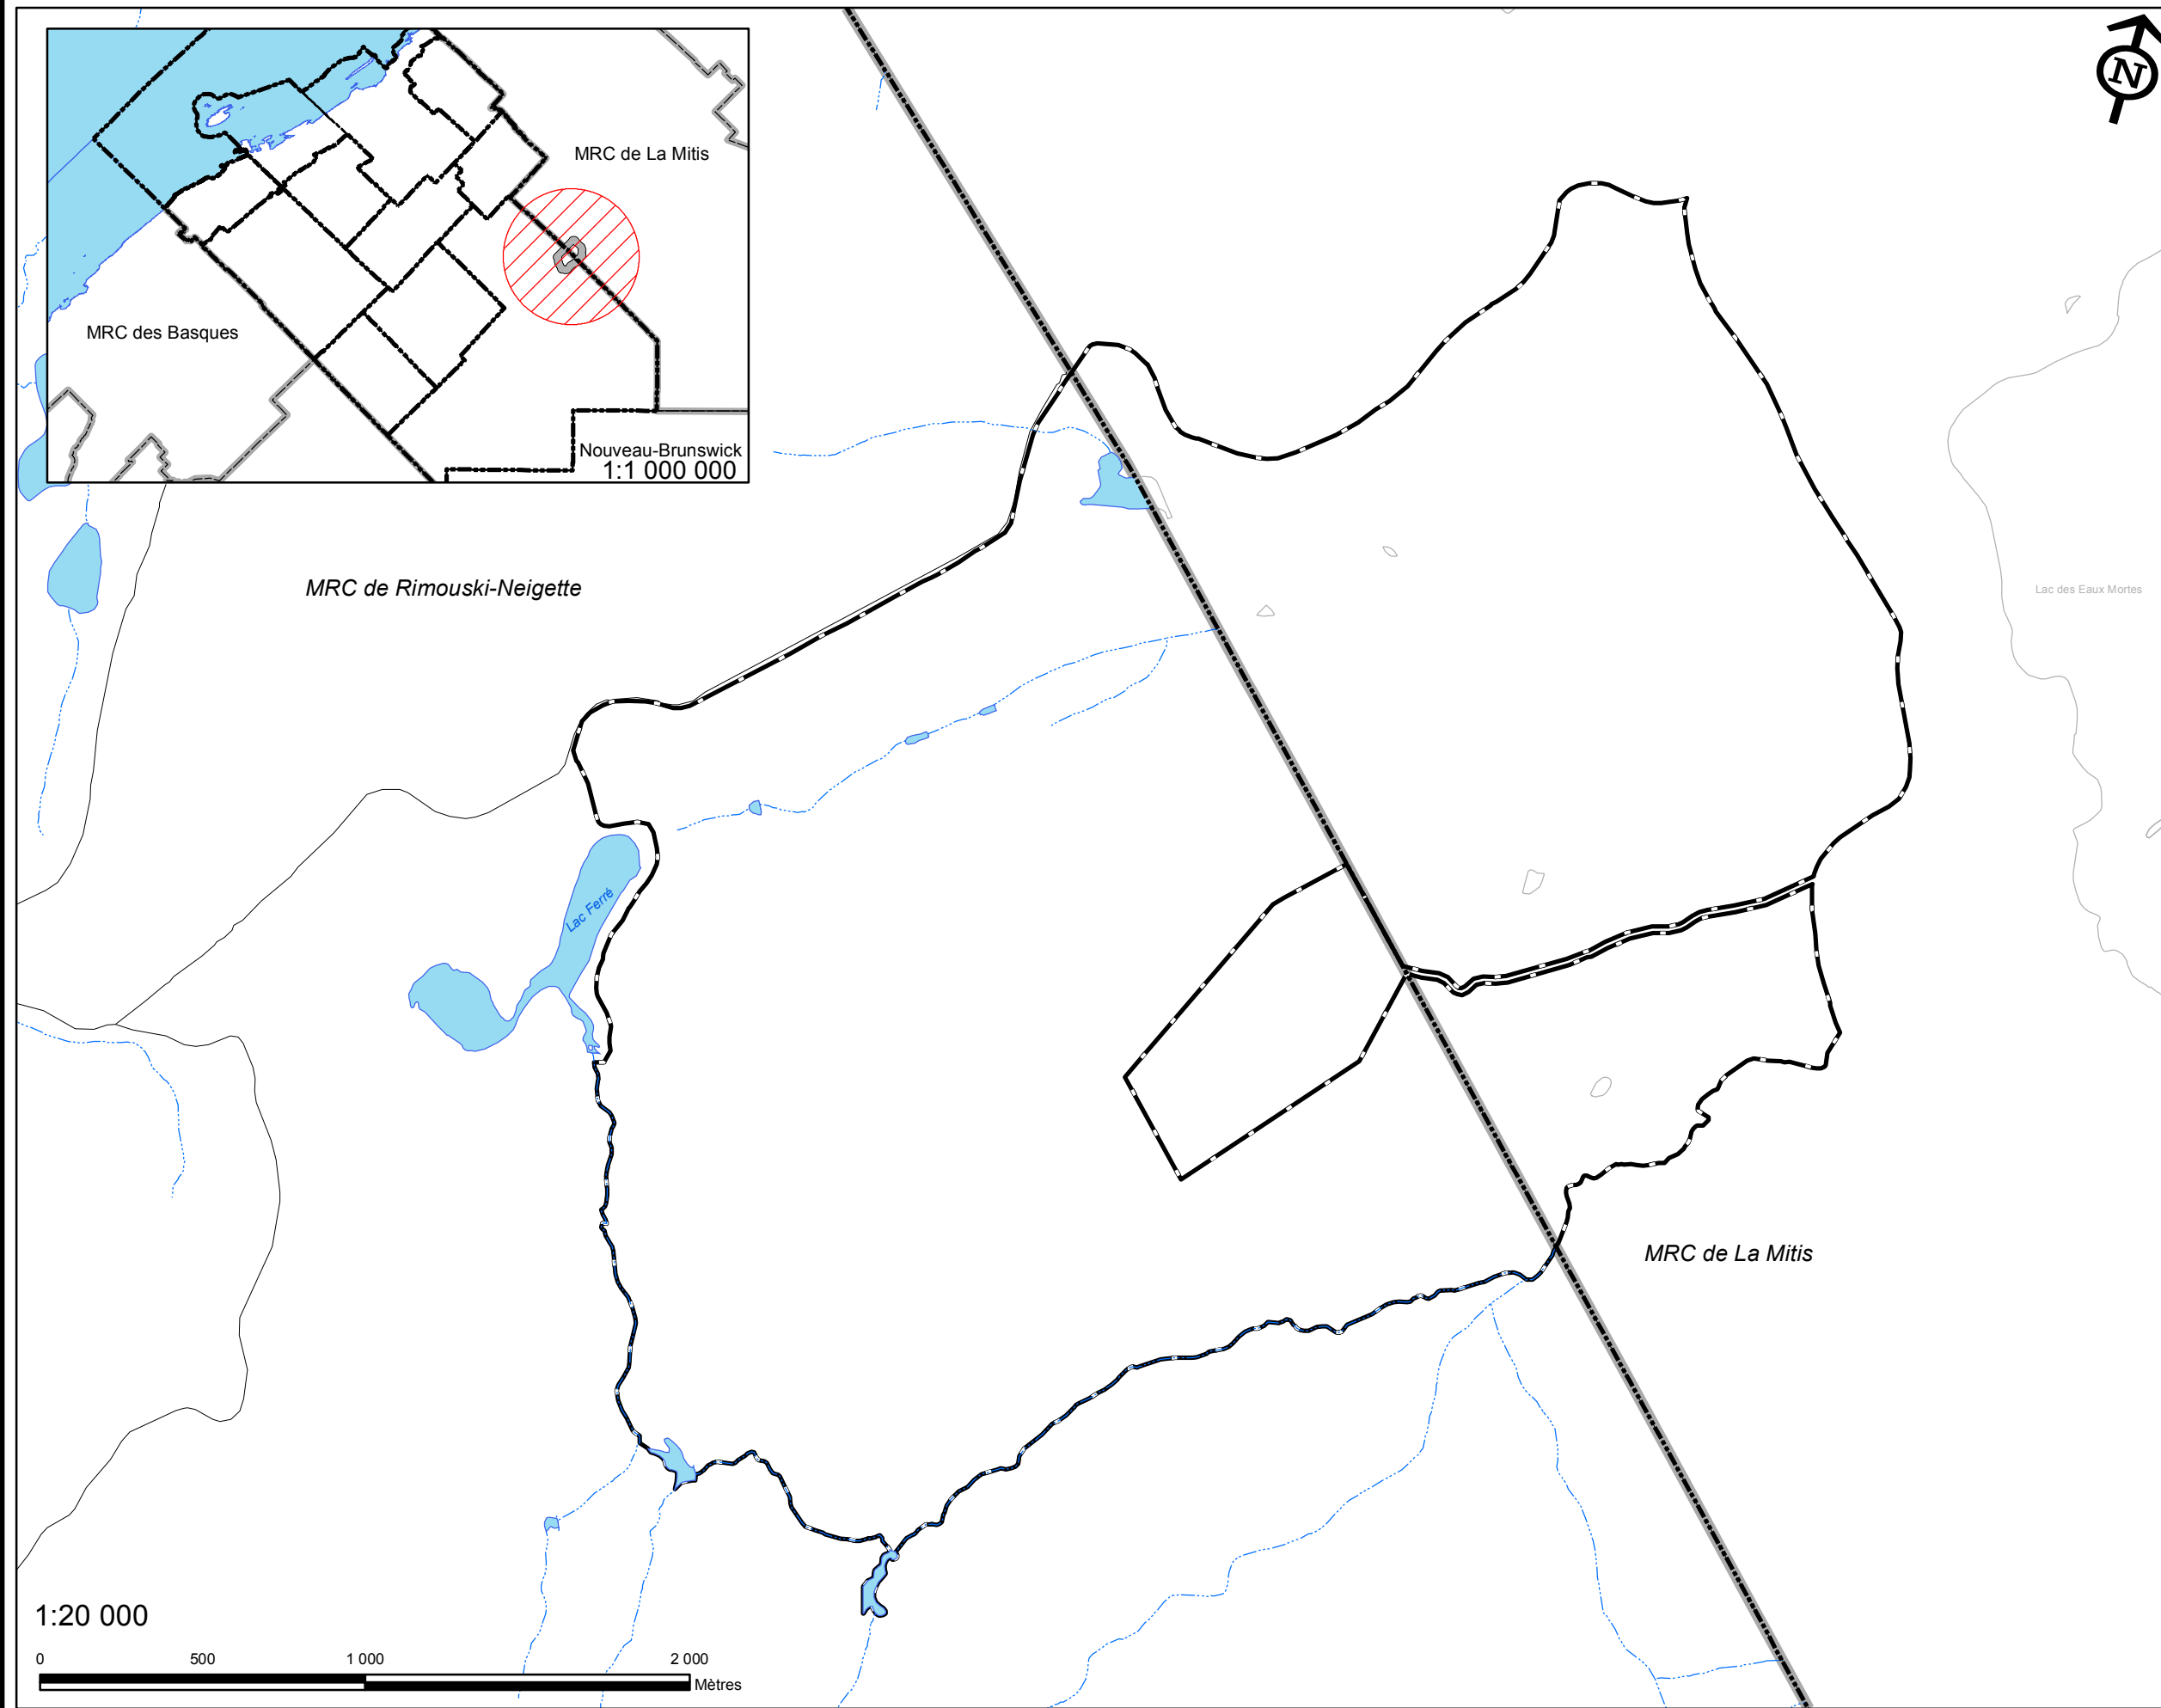 N
MRC de La Mitis
MRC des Basques
Nouveau-Brunswick
1:1 000 000
MRC de Rimouski-Neigette
Lac des Eaux Mortes
Lac Ferré
MRC de La Mitis
1:20 000
0 500 1 000 2 000
Mètres